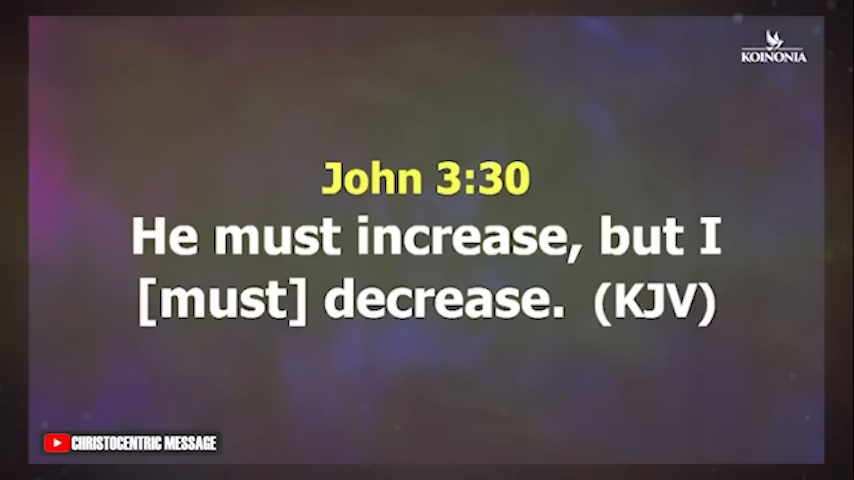 KOINONIA
John 3:30
He must increase, but I
[must] decrease. (KJV)
CHRISTOCENTRIC MESSAGE